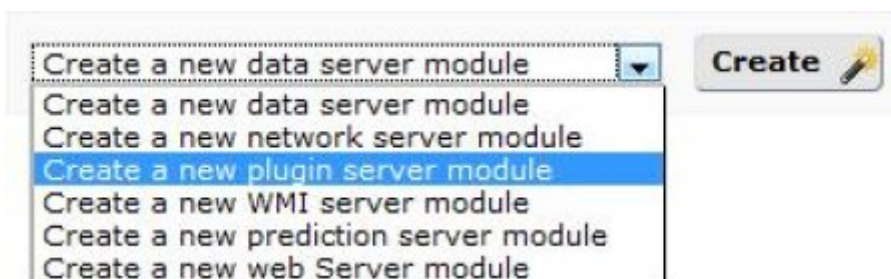 Create a new data server module
Create
Create a new data server module
Create a new network server module
Create a new plugin server module
Create a new WMI server module
Create a new prediction server module
Create a new web Server module